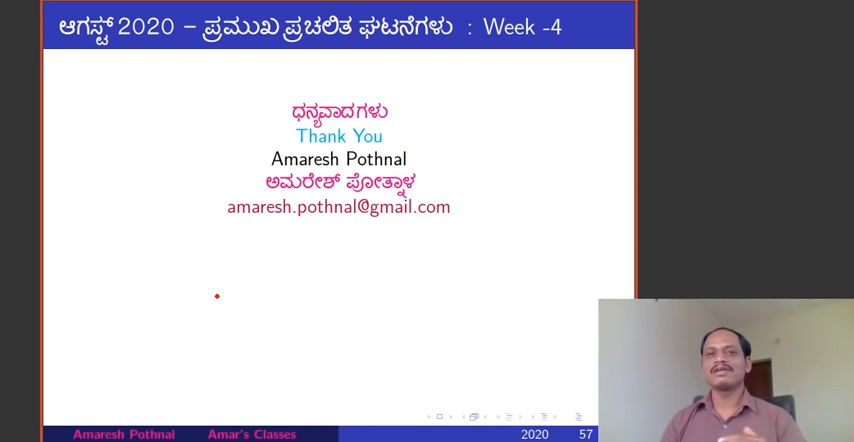 ಆಗಸ್ಟ್ 2020 – ಪ್ರಮುಖ ಪ್ರಚಲಿತ ಘಟನೆಗಳು : Week -4
ಧನ್ಯವಾದಗಳು
Thank You
Amaresh Pothnal
ಅಮರೇಶ್ ಪೋತ್ನಾಳ
amaresh.pothnal@gmail.com
Amaresh Pothnal Amar's Classes 2020 57